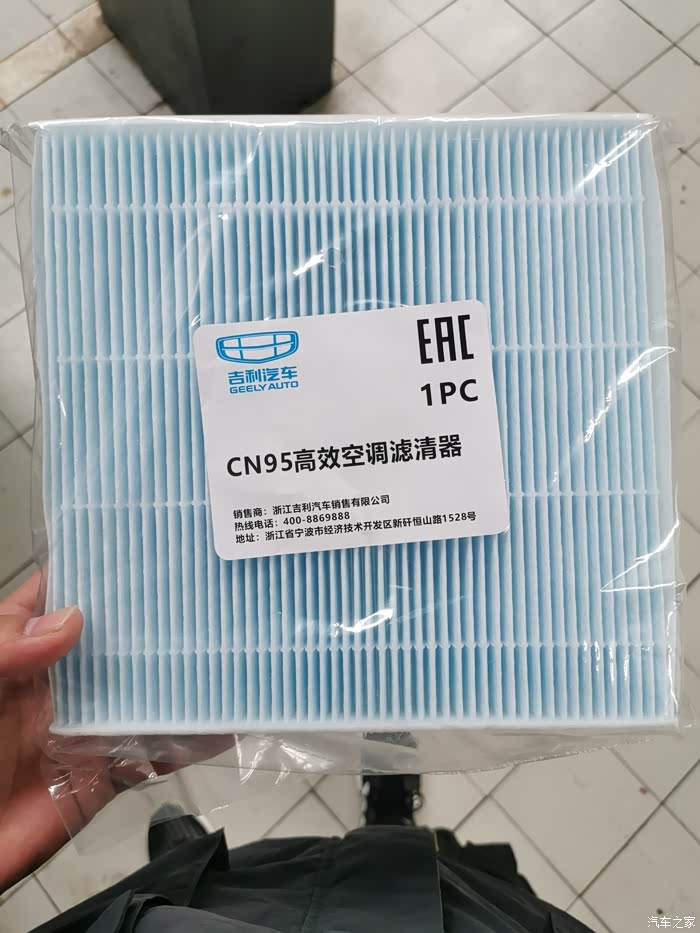 吉利汽车
GEELY AUTO
EAC
1PC
CN95高效空调滤清器
销售商：浙江吉利汽车销售有限公司
热线电话：400-8869888
地址：浙江省宁波市经济技术开发区新矸恒山路1528号
汽车之家